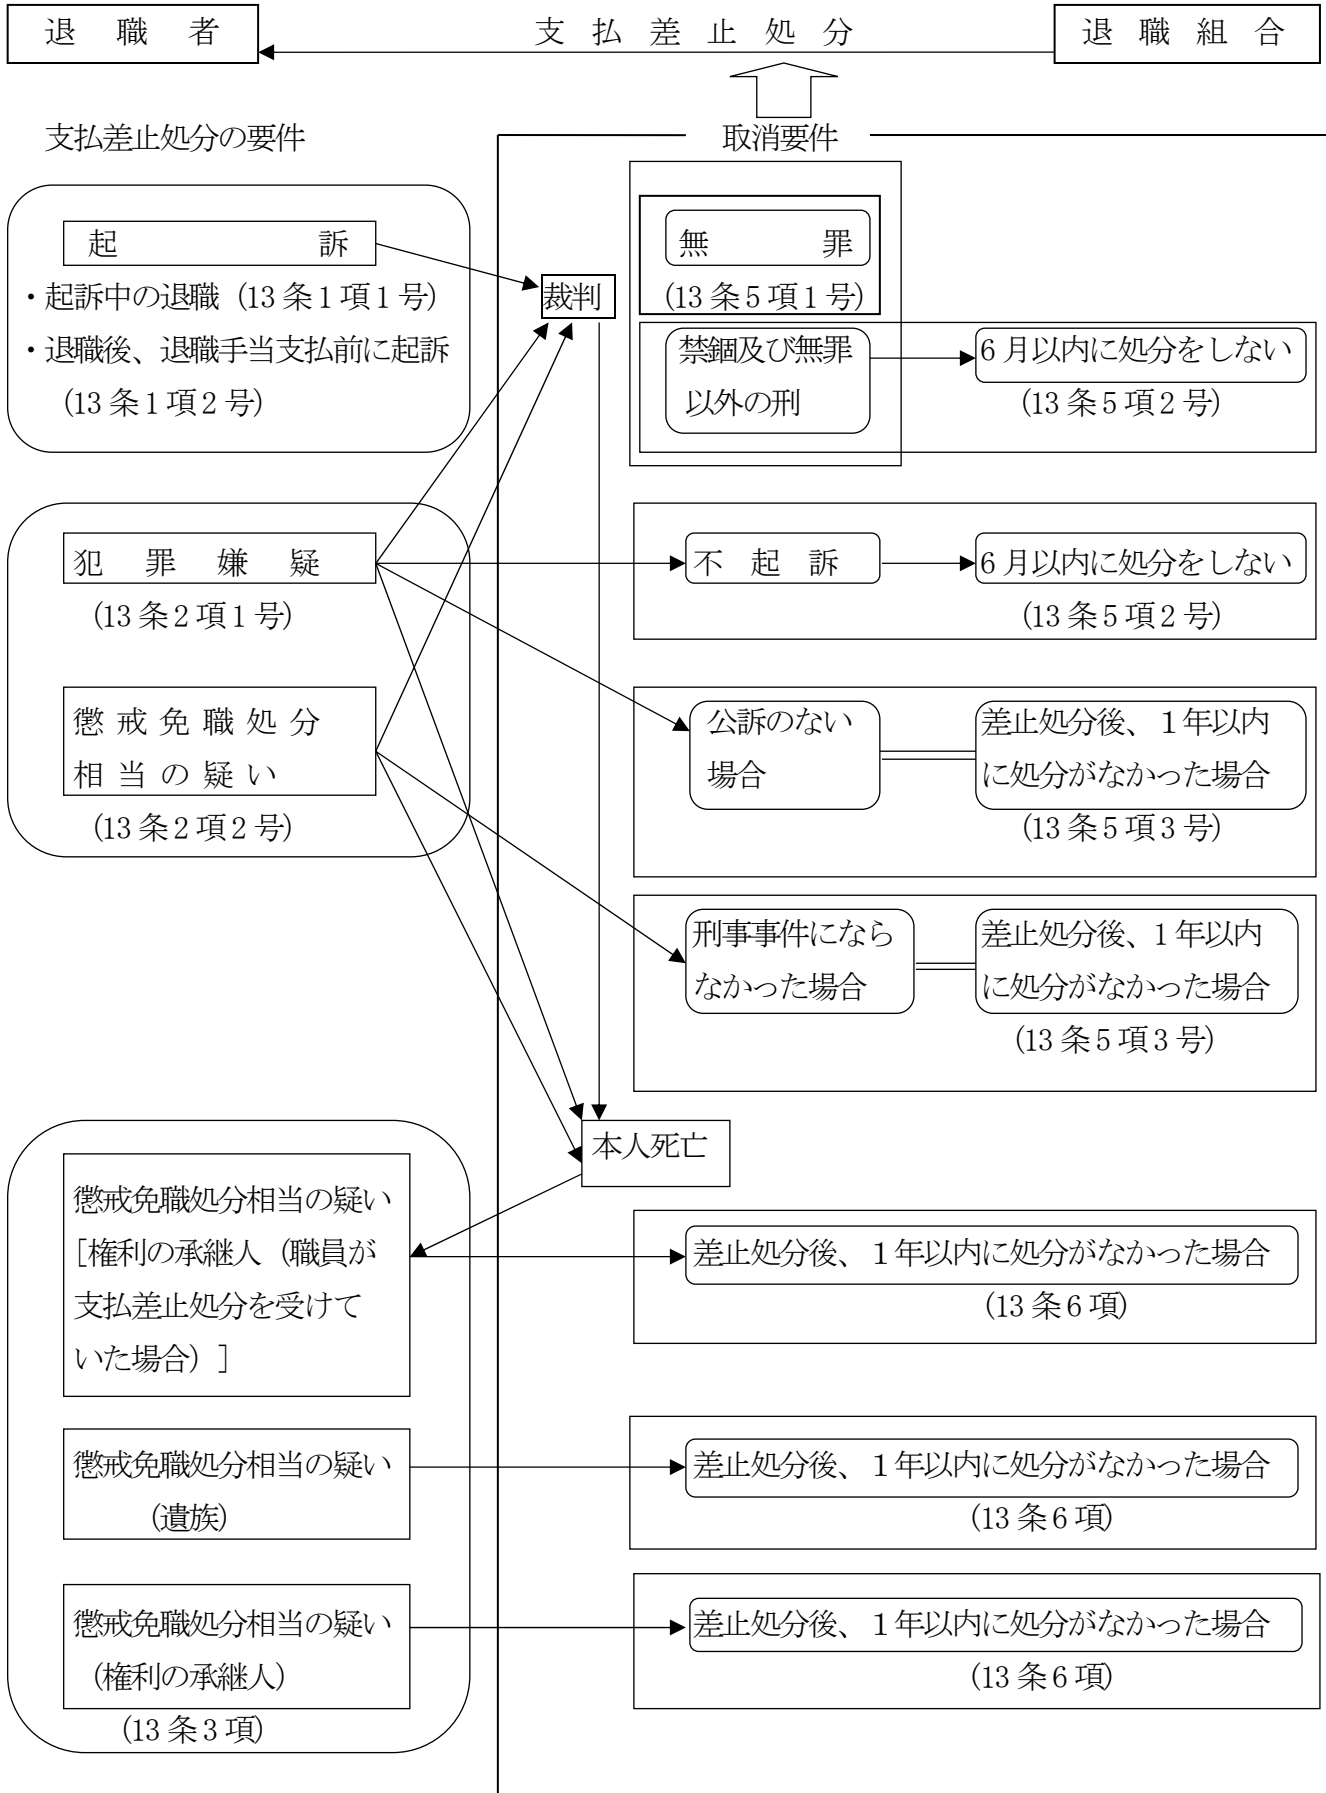 退職者
支払差止処分
退職組合
支払差止処分の要件
取消要件
起訴
・起訴中の退職（13条1項1号）
・退職後、退職手当支払前に起訴
（13条1項2号）
裁判
無罪
（13条5項1号）
禁錮及び無罪
以外の刑
6月以内に処分をしない
（13条5項2号）
犯罪嫌疑
（13条2項1号）
不起訴
6月以内に処分をしない
（13条5項2号）
懲戒免職処分
相当の疑い
（13条2項2号）
公訴のない
場合
差止処分後、1年以内
に処分がなかった場合
（13条5項3号）
刑事事件になら
なかった場合
差止処分後、1年以内
に処分がなかった場合
（13条5項3号）
本人死亡
懲戒免職処分相当の疑い
［権利の承継人（職員が
支払差止処分を受けて
いた場合）］
差止処分後、1年以内に処分がなかった場合
（13条6項）
懲戒免職処分相当の疑い
（遺族）
差止処分後、1年以内に処分がなかった場合
（13条6項）
懲戒免職処分相当の疑い
（権利の承継人）
（13条3項）
差止処分後、1年以内に処分がなかった場合
（13条6項）